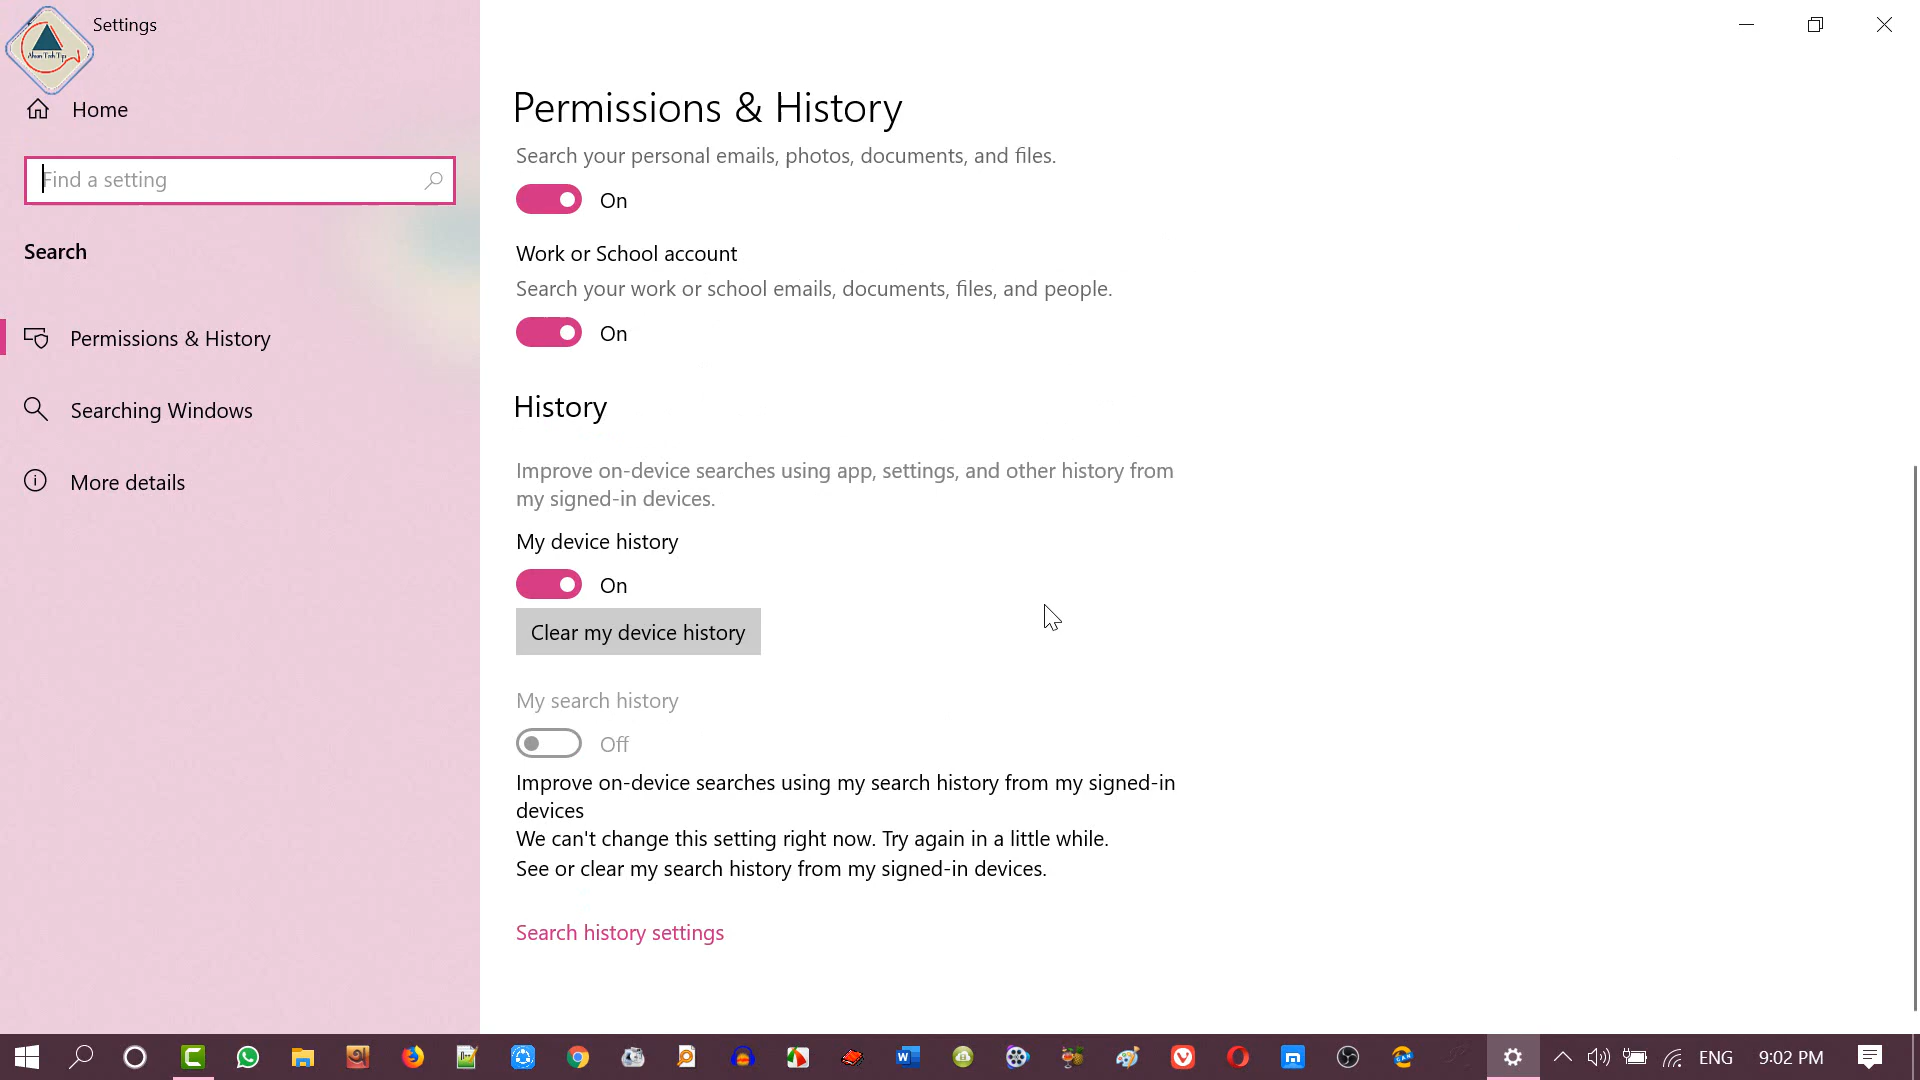 Settings
Ahsan Tech Tips
Home
Find a setting
Search
Permissions & History
Searching Windows
More details
Permissions & History
Search your personal emails, photos, documents, and files.
On
Work or School account
Search your work or school emails, documents, files, and people.
On
History
Improve on-device searches using app, settings, and other history from
my signed-in devices.
My device history
On
Clear my device history
My search history
Off
Improve on-device searches using my search history from my signed-in
devices
We can't change this setting right now. Try again in a little while.
See or clear my search history from my signed-in devices.
Search history settings
ENG
9:02 PM